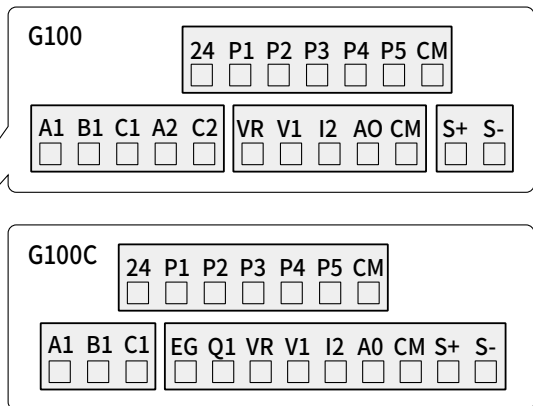 G100
24 P1 P2 P3 P4 P5 CM
A1 B1 C1 A2 C2 VR V1 I2 AO CM S+ S-
G100C
24 P1 P2 P3 P4 P5 CM
A1 B1 C1 EG Q1 VR V1 I2 A0 CM S+ S-